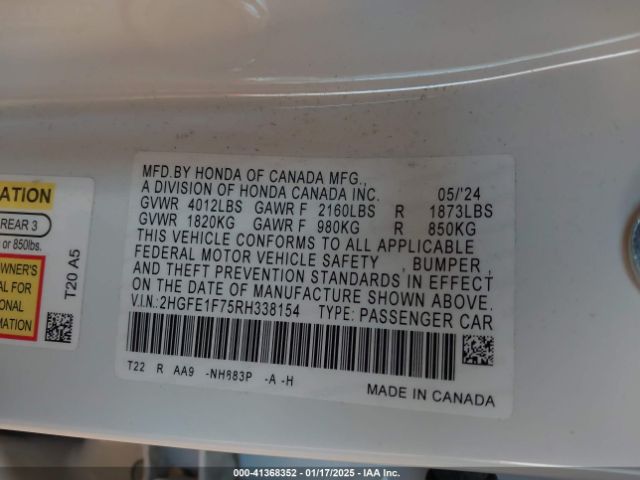 MFD.BY HONDA OF CANADA MFG.,
A DIVISION OF HONDA CANADA INC. 05/'24
GVWR 4012LBS GAWR F 2160LBS R 1873LBS
GVWR 1820KG GAWR F 980KG R 850KG
THIS VEHICLE CONFORMS TO ALL APPLICABLE
FEDERAL MOTOR VEHICLE SAFETY , BUMPER,
AND THEFT PREVENTION STANDARDS IN EFFECT
ON THE DATE OF MANUFACTURE SHOWN ABOVE.
V.I.N.:2HGFE1F75RH338154 TYPE: PASSENGER CAR
T22 R AA9 -NH883P -A -H
MADE IN CANADA
ATION
REAR 3
or 850lbs.
WNER'S
AL FOR
ONAL
MATION
T20 A5
000-41368352 - 01/17/2025 - IAA Inc.